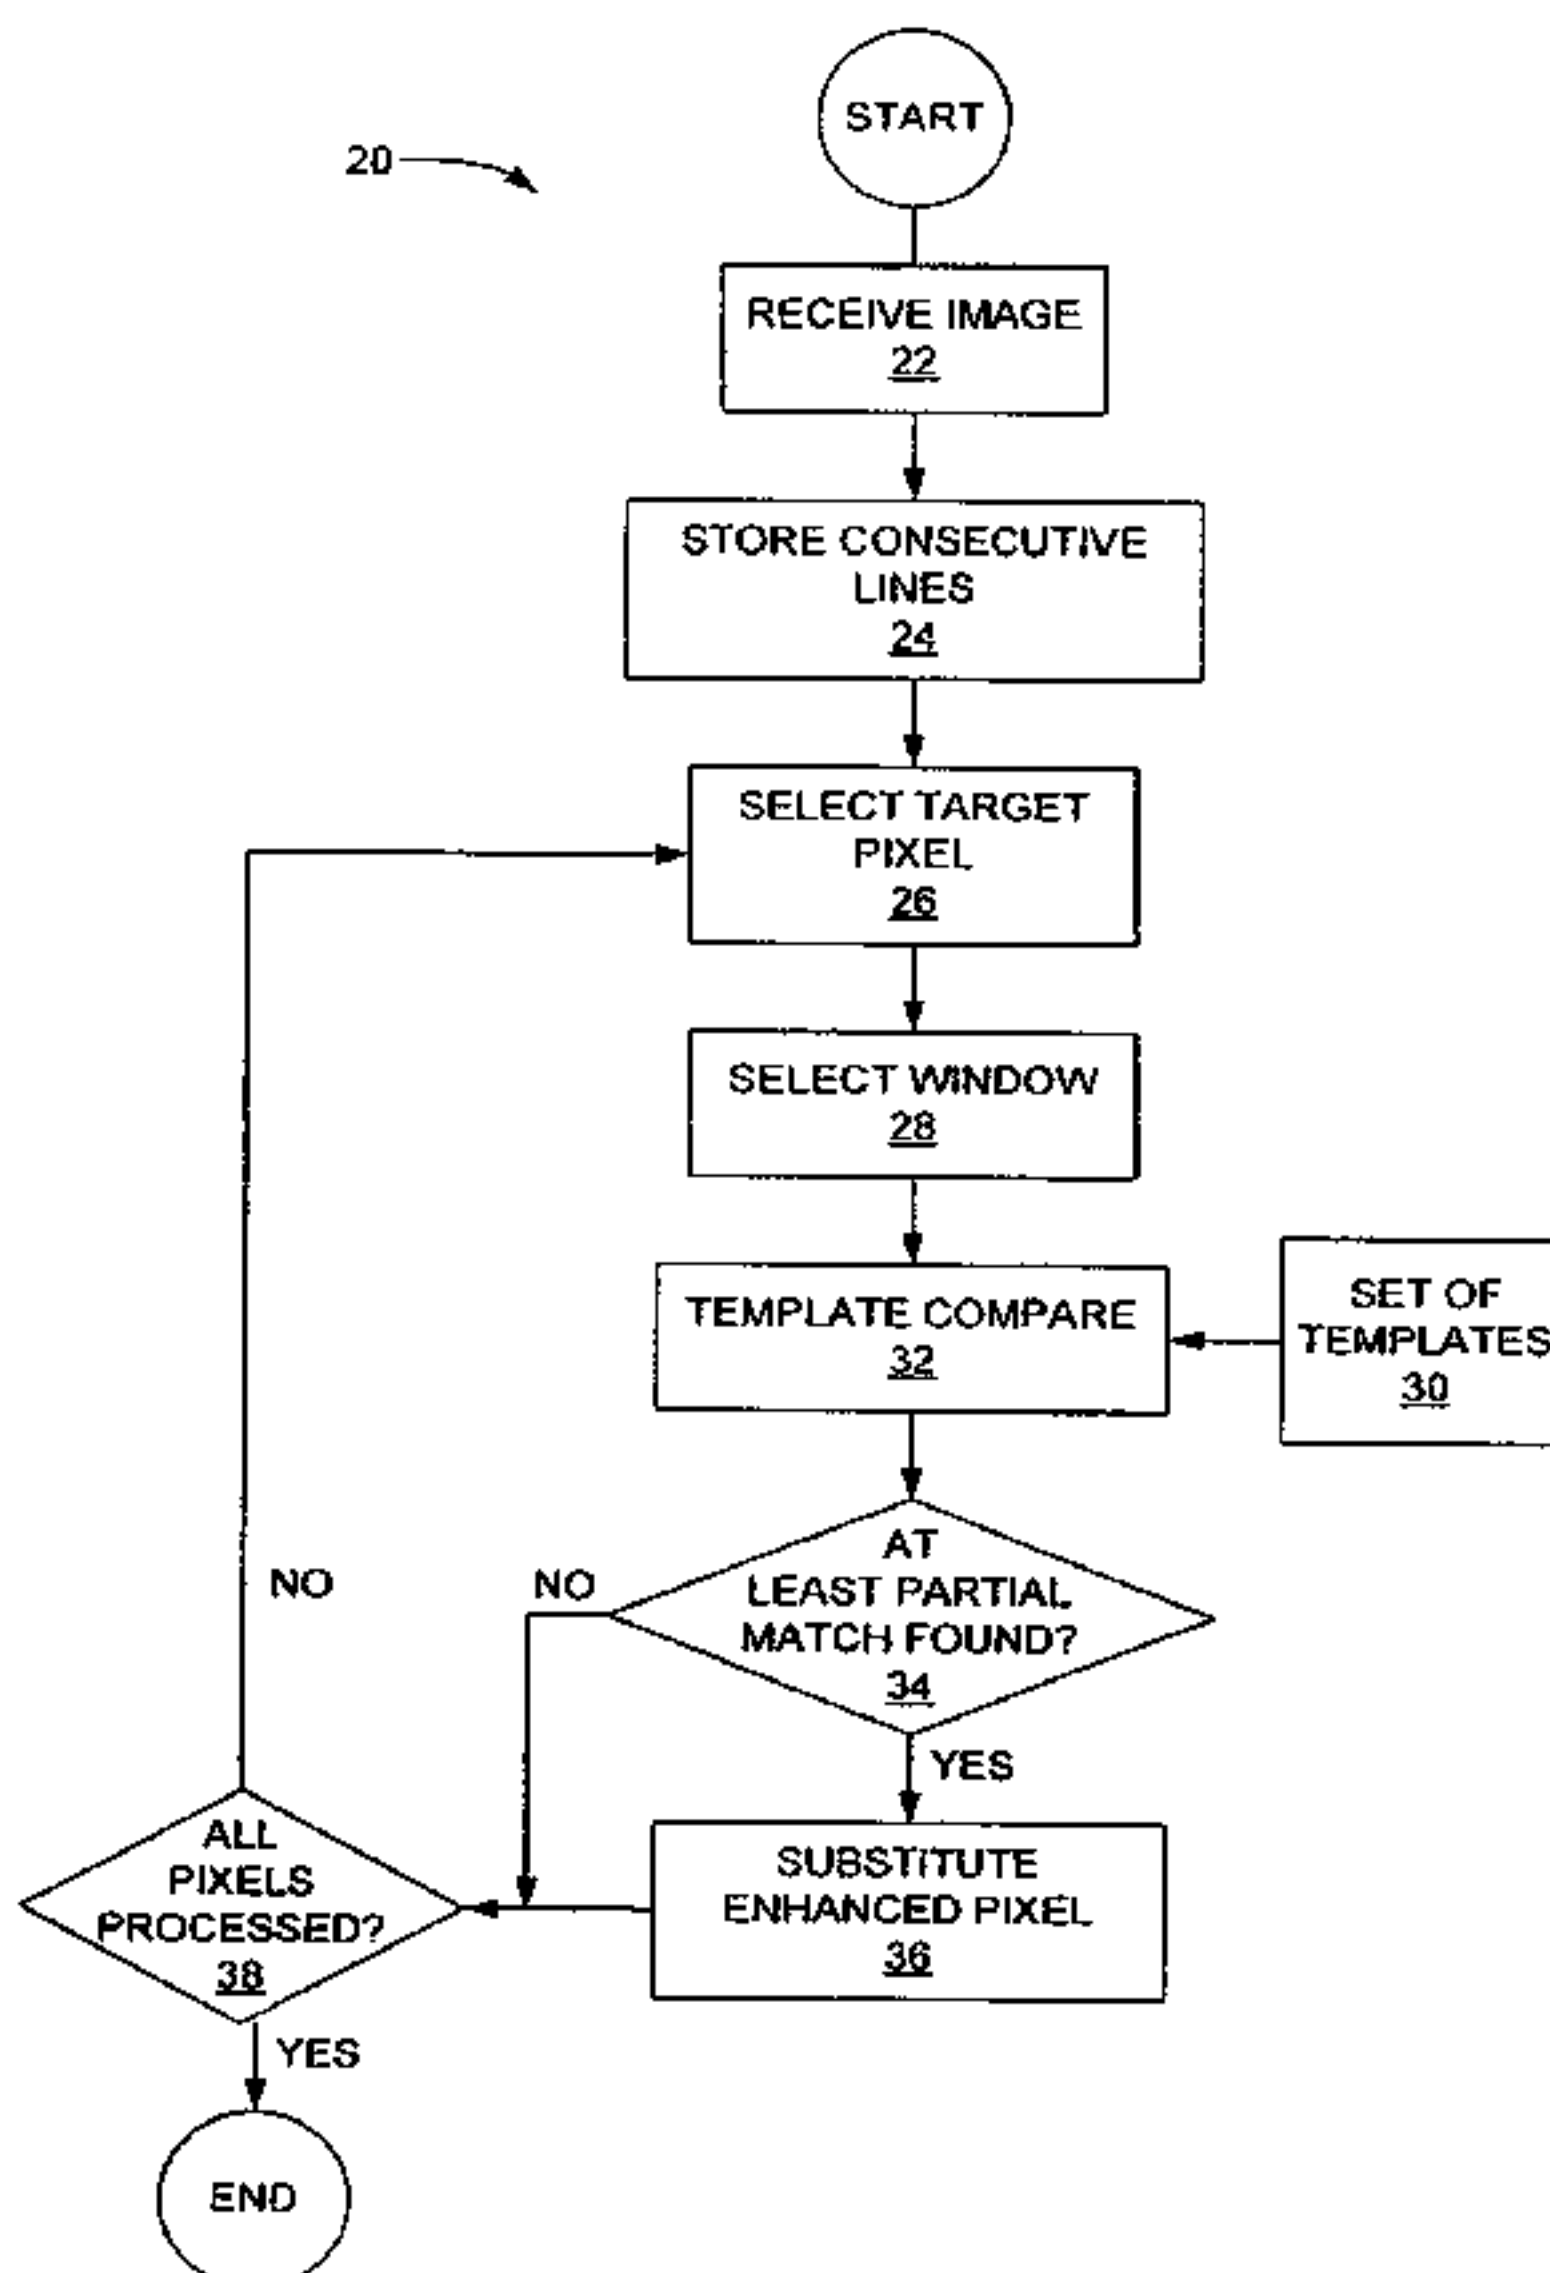 START
20
RECEIVE IMAGE
22
STORE CONSECUTIVE
LINES
24
SELECT TARGET
PIXEL
26
SELECT WINDOW
28
TEMPLATE COMPARE
32
SET OF
TEMPLATES
30
AT
LEAST PARTIAL
MATCH FOUND?
34
NO
NO
YES
SUBSTITUTE
ENHANCED PIXEL
36
ALL
PIXELS
PROCESSED?
38
YES
END